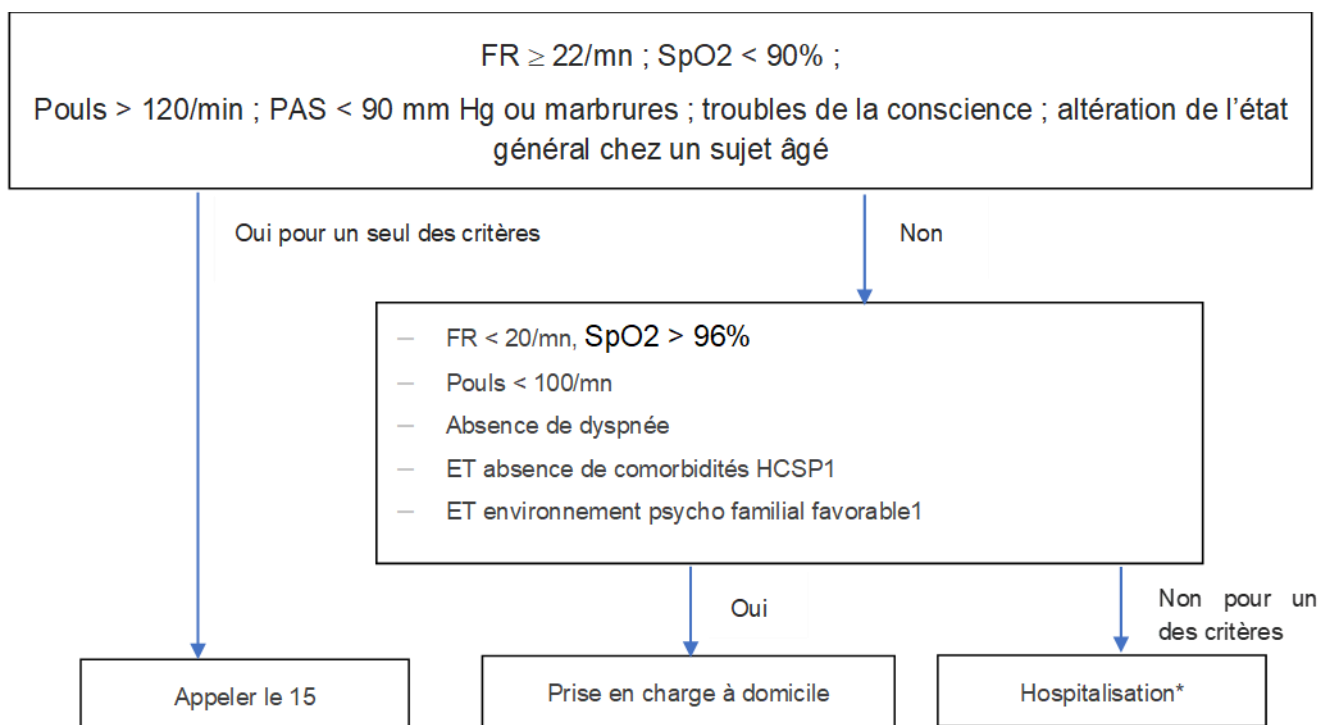 FR ≥ 22/mn ; SpO2 < 90% ;
Pouls > 120/min ; PAS < 90 mm Hg ou marbrures ; troubles de la conscience ; altération de l’état
général chez un sujet âgé
Oui pour un seul des critères
Non
— FR < 20/mn, SpO2 > 96%
— Pouls < 100/mn
— Absence de dyspnée
— ET absence de comorbidités HCSP1
— ET environnement psycho familial favorable1
Oui
Non pour un
des critères
Appeler le 15
Prise en charge à domicile
Hospitalisation*